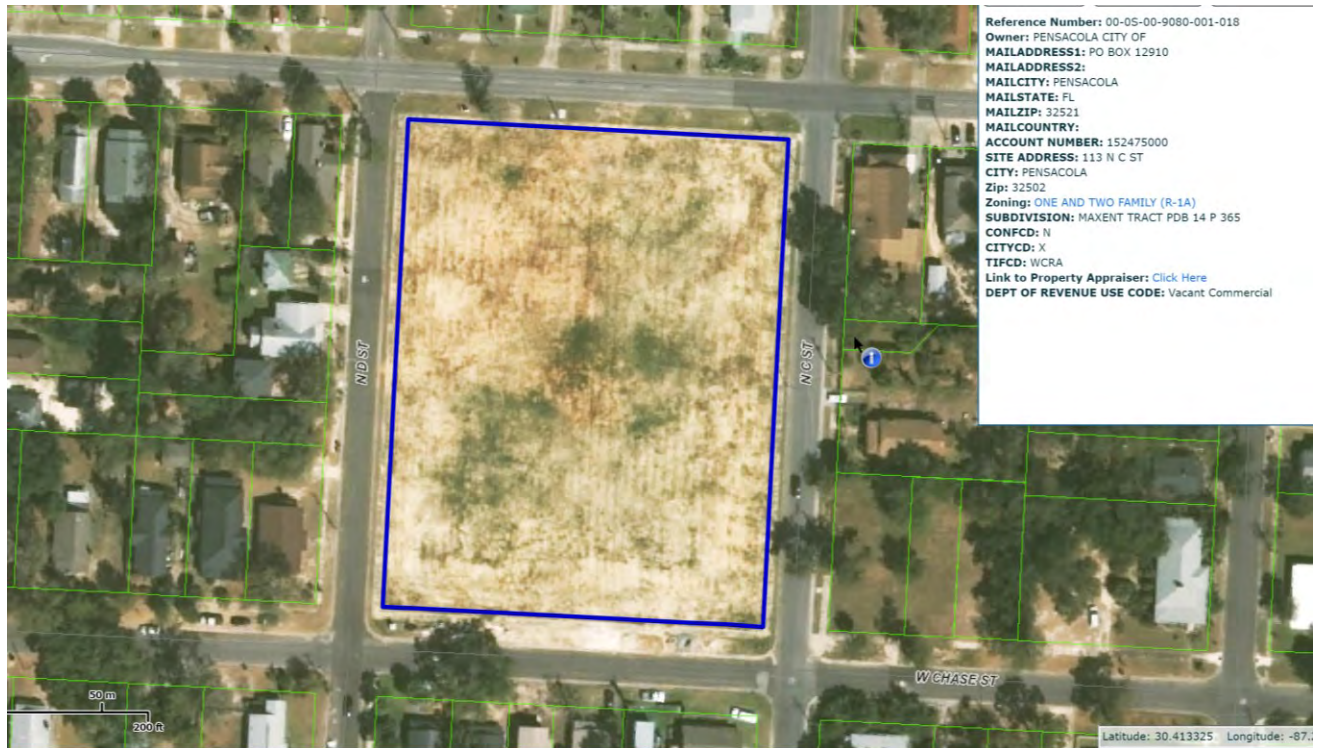 Reference Number: 00-0S-00-9080-001-018
Owner: PENSACOLA CITY OF
MAILADDRESS1: PO BOX 12910
MAILADDRESS2:
MAILCITY: PENSACOLA
MAILSTATE: FL
MAILZIP: 32521
MAILCOUNTRY:
ACCOUNT NUMBER: 152475000
SITE ADDRESS: 113 N C ST
CITY: PENSACOLA
Zip: 32502
Zoning: ONE AND TWO FAMILY (R-1A)
SUBDIVISION: MAXENT TRACT PDB 14 P 365
CONFCD: N
CITYCD: X
TIFCD: WCRA
Link to Property Appraiser: Click Here
DEPT OF REVENUE USE CODE: Vacant Commercial
N D ST
N C ST
W CHASE ST
50 m
200 ft
Latitude: 30.413325 Longitude: -87.